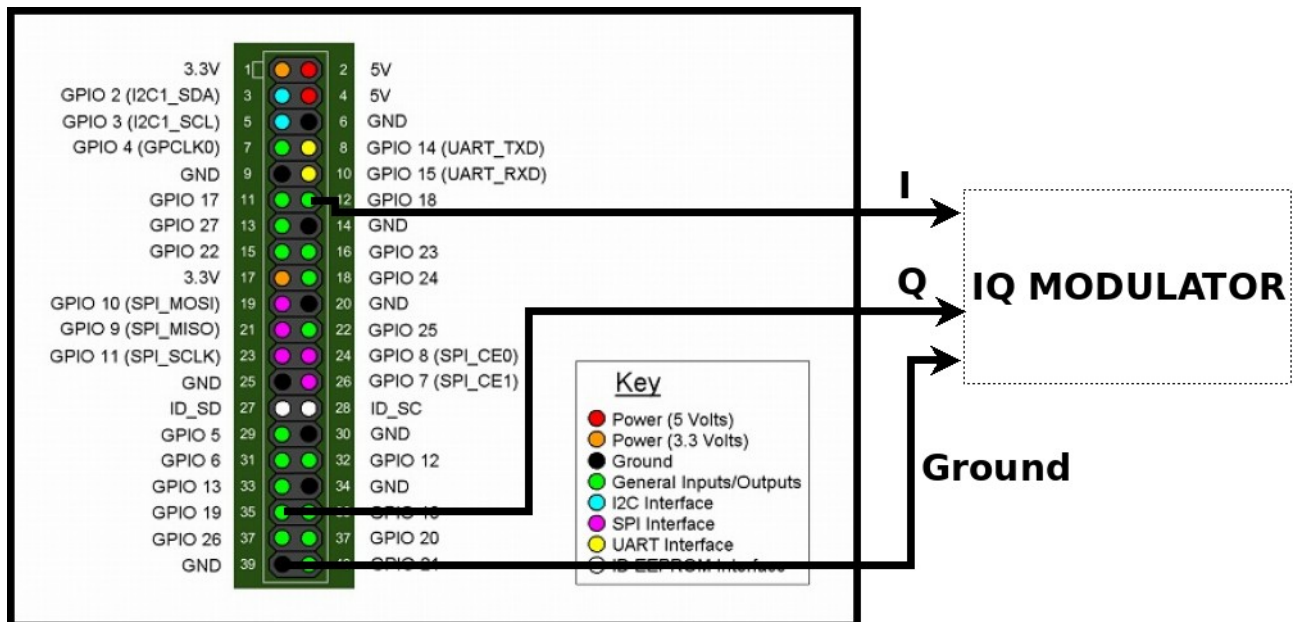 3.3V 1 2 5V
GPIO 2 (I2C1_SDA) 3 4 5V
GPIO 3 (I2C1_SCL) 5 6 GND
GPIO 4 (GPCLK0) 7 8 GPIO 14 (UART_TXD)
GND 9 10 GPIO 15 (UART_RXD)
GPIO 17 11 12 GPIO 18
GPIO 27 13 14 GND
GPIO 22 15 16 GPIO 23
3.3V 17 18 GPIO 24
GPIO 10 (SPI_MOSI) 19 20 GND
GPIO 9 (SPI_MISO) 21 22 GPIO 25
GPIO 11 (SPI_SCLK) 23 24 GPIO 8 (SPI_CE0)
GND 25 26 GPIO 7 (SPI_CE1)
ID_SD 27 28 ID_SC
GPIO 5 29 30 GND
GPIO 6 31 32 GPIO 12
GPIO 13 33 34 GND
GPIO 19 35 GPIO
GPIO 26 37 37 GPIO 20
GND 39 GPIO 21
Key
Power (5 Volts)
Power (3.3 Volts)
Ground
General Inputs/Outputs
I2C Interface
SPI Interface
UART Interface
ID EEPROM Interface
I
Q
IQ MODULATOR
Ground